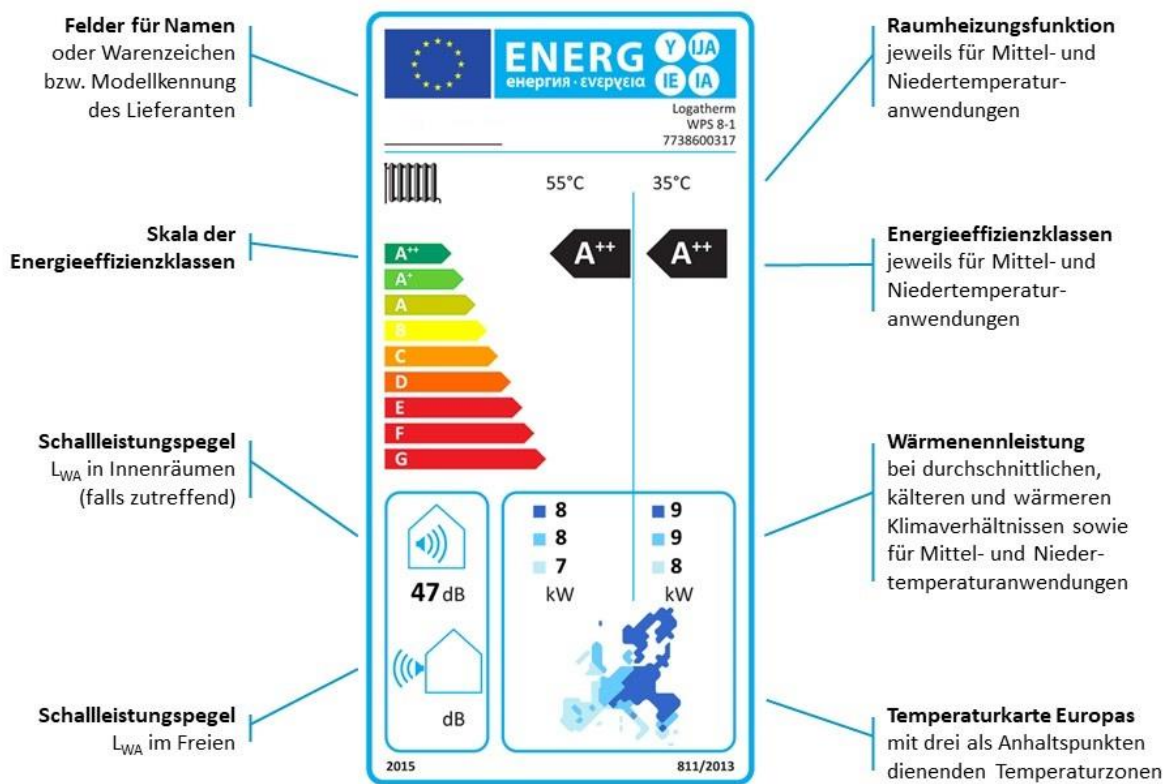 Felder für Namen
oder Warenzeichen
bzw. Modellkennung
des Lieferanten
Skala der
Energieeffizienzklassen
Schallleistungspegel
LWA in Innenräumen
(falls zutreffend)
Schallleistungspegel
LWA im Freien
ENERG Y IJA
енергия · ενεργεια IE IA
Logatherm
WPS 8-1
7738600317
55°C 35°C
A++ A++ A++
A+
A
B
C
D
E
F
G
8 9
8 9
7 8
kW kW
47 dB
dB
2015 811/2013
Raumheizungsfunktion
jeweils für Mittel- und
Niedertemperatur-
anwendungen
Energieeffizienzklassen
jeweils für Mittel- und
Niedertemperatur-
anwendungen
Wärmenennleistung
bei durchschnittlichen,
kälteren und wärmeren
Klimaverhältnissen sowie
für Mittel- und Nieder-
temperaturanwendungen
Temperaturkarte Europas
mit drei als Anhaltspunkten
dienenden Temperaturzonen